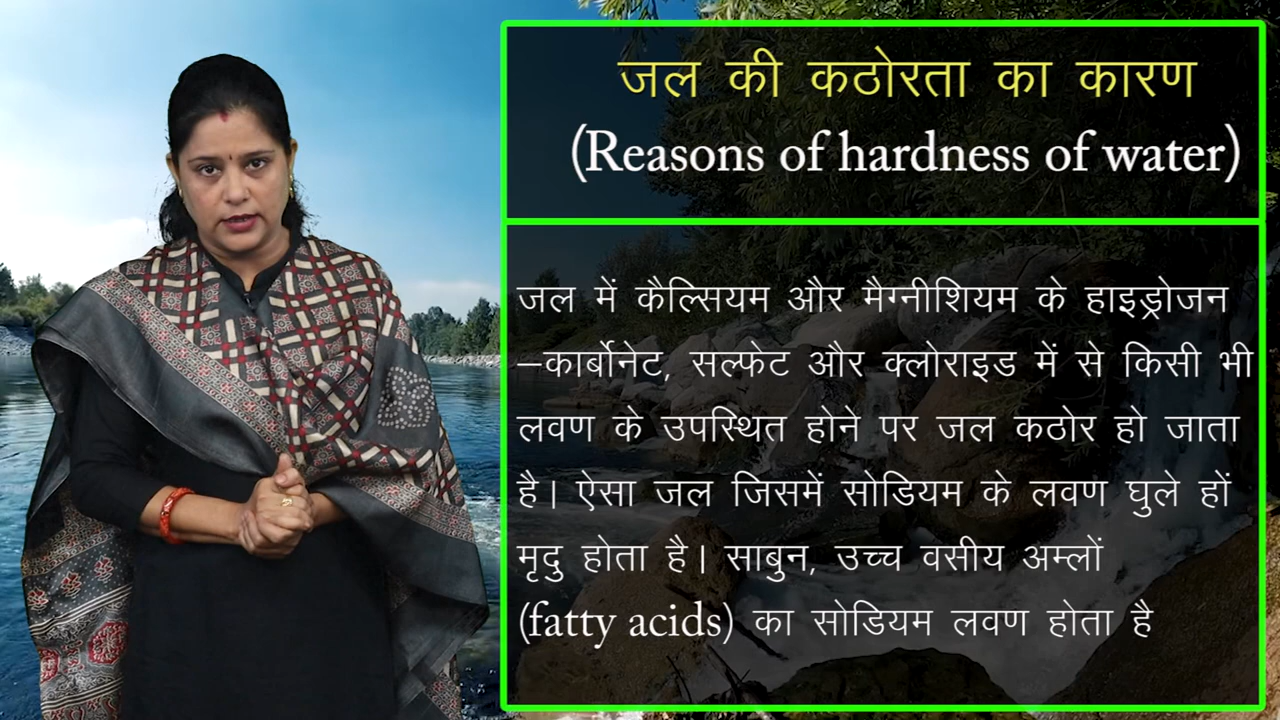 जल की कठोरता का कारण
(Reasons of hardness of water)
जल में कैल्सियम और मैग्नीशियम के हाइड्रोजन
–कार्बोनेट, सल्फेट और क्लोराइड में से किसी भी
लवण के उपस्थित होने पर जल कठोर हो जाता
है। ऐसा जल जिसमें सोडियम के लवण घुले हों
मृदु होता है। साबुन, उच्च वसीय अम्लों
(fatty acids) का सोडियम लवण होता है